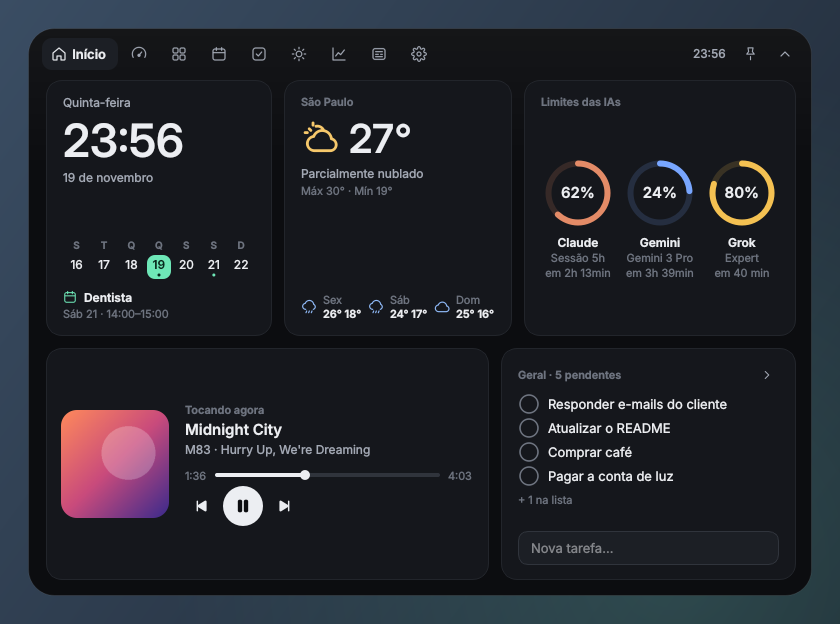 Início
23:56
Quinta-feira
23:56
19 de novembro
S T Q Q S S D
16 17 18 19 20 21 22
Dentista
Sáb 21 · 14:00–15:00
São Paulo
27°
Parcialmente nublado
Máx 30° · Mín 19°
Sex
26° 18°
Sáb
24° 17°
Dom
25° 16°
Limites das IAs
62%
Claude
Sessão 5h
em 2h 13min
24%
Gemini
Gemini 3 Pro
em 3h 39min
80%
Grok
Expert
em 40 min
Tocando agora
Midnight City
M83 · Hurry Up, We're Dreaming
1:36 4:03
Geral · 5 pendentes
Responder e-mails do cliente
Atualizar o README
Comprar café
Pagar a conta de luz
+ 1 na lista
Nova tarefa...